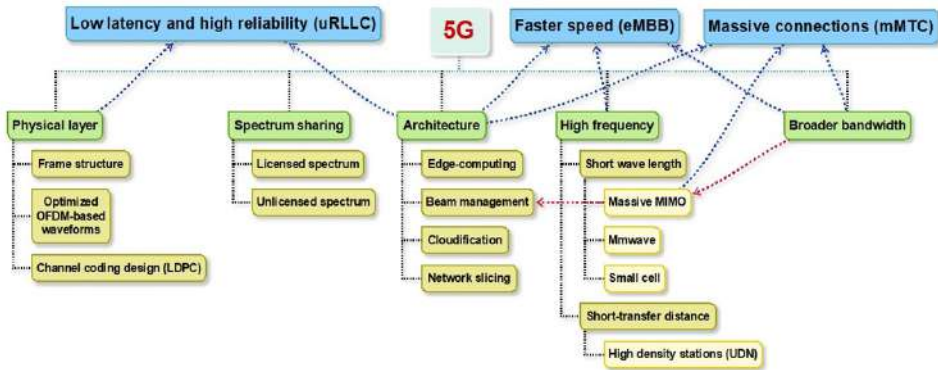 Low latency and high reliability (uRLLC)
5G
Faster speed (eMBB)
Massive connections (mMTC)
Physical layer
Spectrum sharing
Architecture
High frequency
Broader bandwidth
Frame structure
Licensed spectrum
Edge-computing
Short wave length
Optimized
OFDM-based
waveforms
Unlicensed spectrum
Beam management
Massive MIMO
Cloudification
Mmwave
Channel coding design (LDPC)
Network slicing
Small cell
Short-transfer distance
High density stations (UDN)